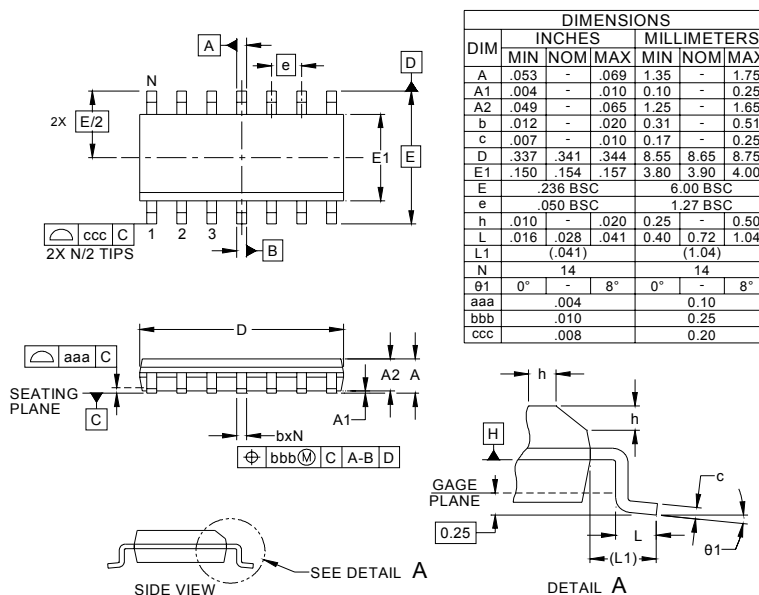 A
e
N
D
2X E/2
E1
E
ccc C
2X N/2 TIPS
1 2 3
B
DIMENSIONS
DIM INCHES MILLIMETERS
MIN NOM MAX MIN NOM MAX
A .053 - .069 1.35 - 1.75
A1 .004 - .010 0.10 - 0.25
A2 .049 - .065 1.25 - 1.65
b .012 - .020 0.31 - 0.51
c .007 - .010 0.17 - 0.25
D .337 .341 .344 8.55 8.65 8.75
E1 .150 .154 .157 3.80 3.90 4.00
E .236 BSC 6.00 BSC
e .050 BSC 1.27 BSC
h .010 - .020 0.25 - 0.50
L .016 .028 .041 0.40 0.72 1.04
L1 (.041) (1.04)
N 14 14
θ1 0° - 8° 0° - 8°
aaa .004 0.10
bbb .010 0.25
ccc .008 0.20
D
aaa C
SEATING
PLANE
C
A2 A
A1
bxN
⌖ bbbⓂ C A-B D
h
h
H
GAGE
PLANE
0.25
c
L
(L1)
θ1
DETAIL A
SEE DETAIL A
SIDE VIEW